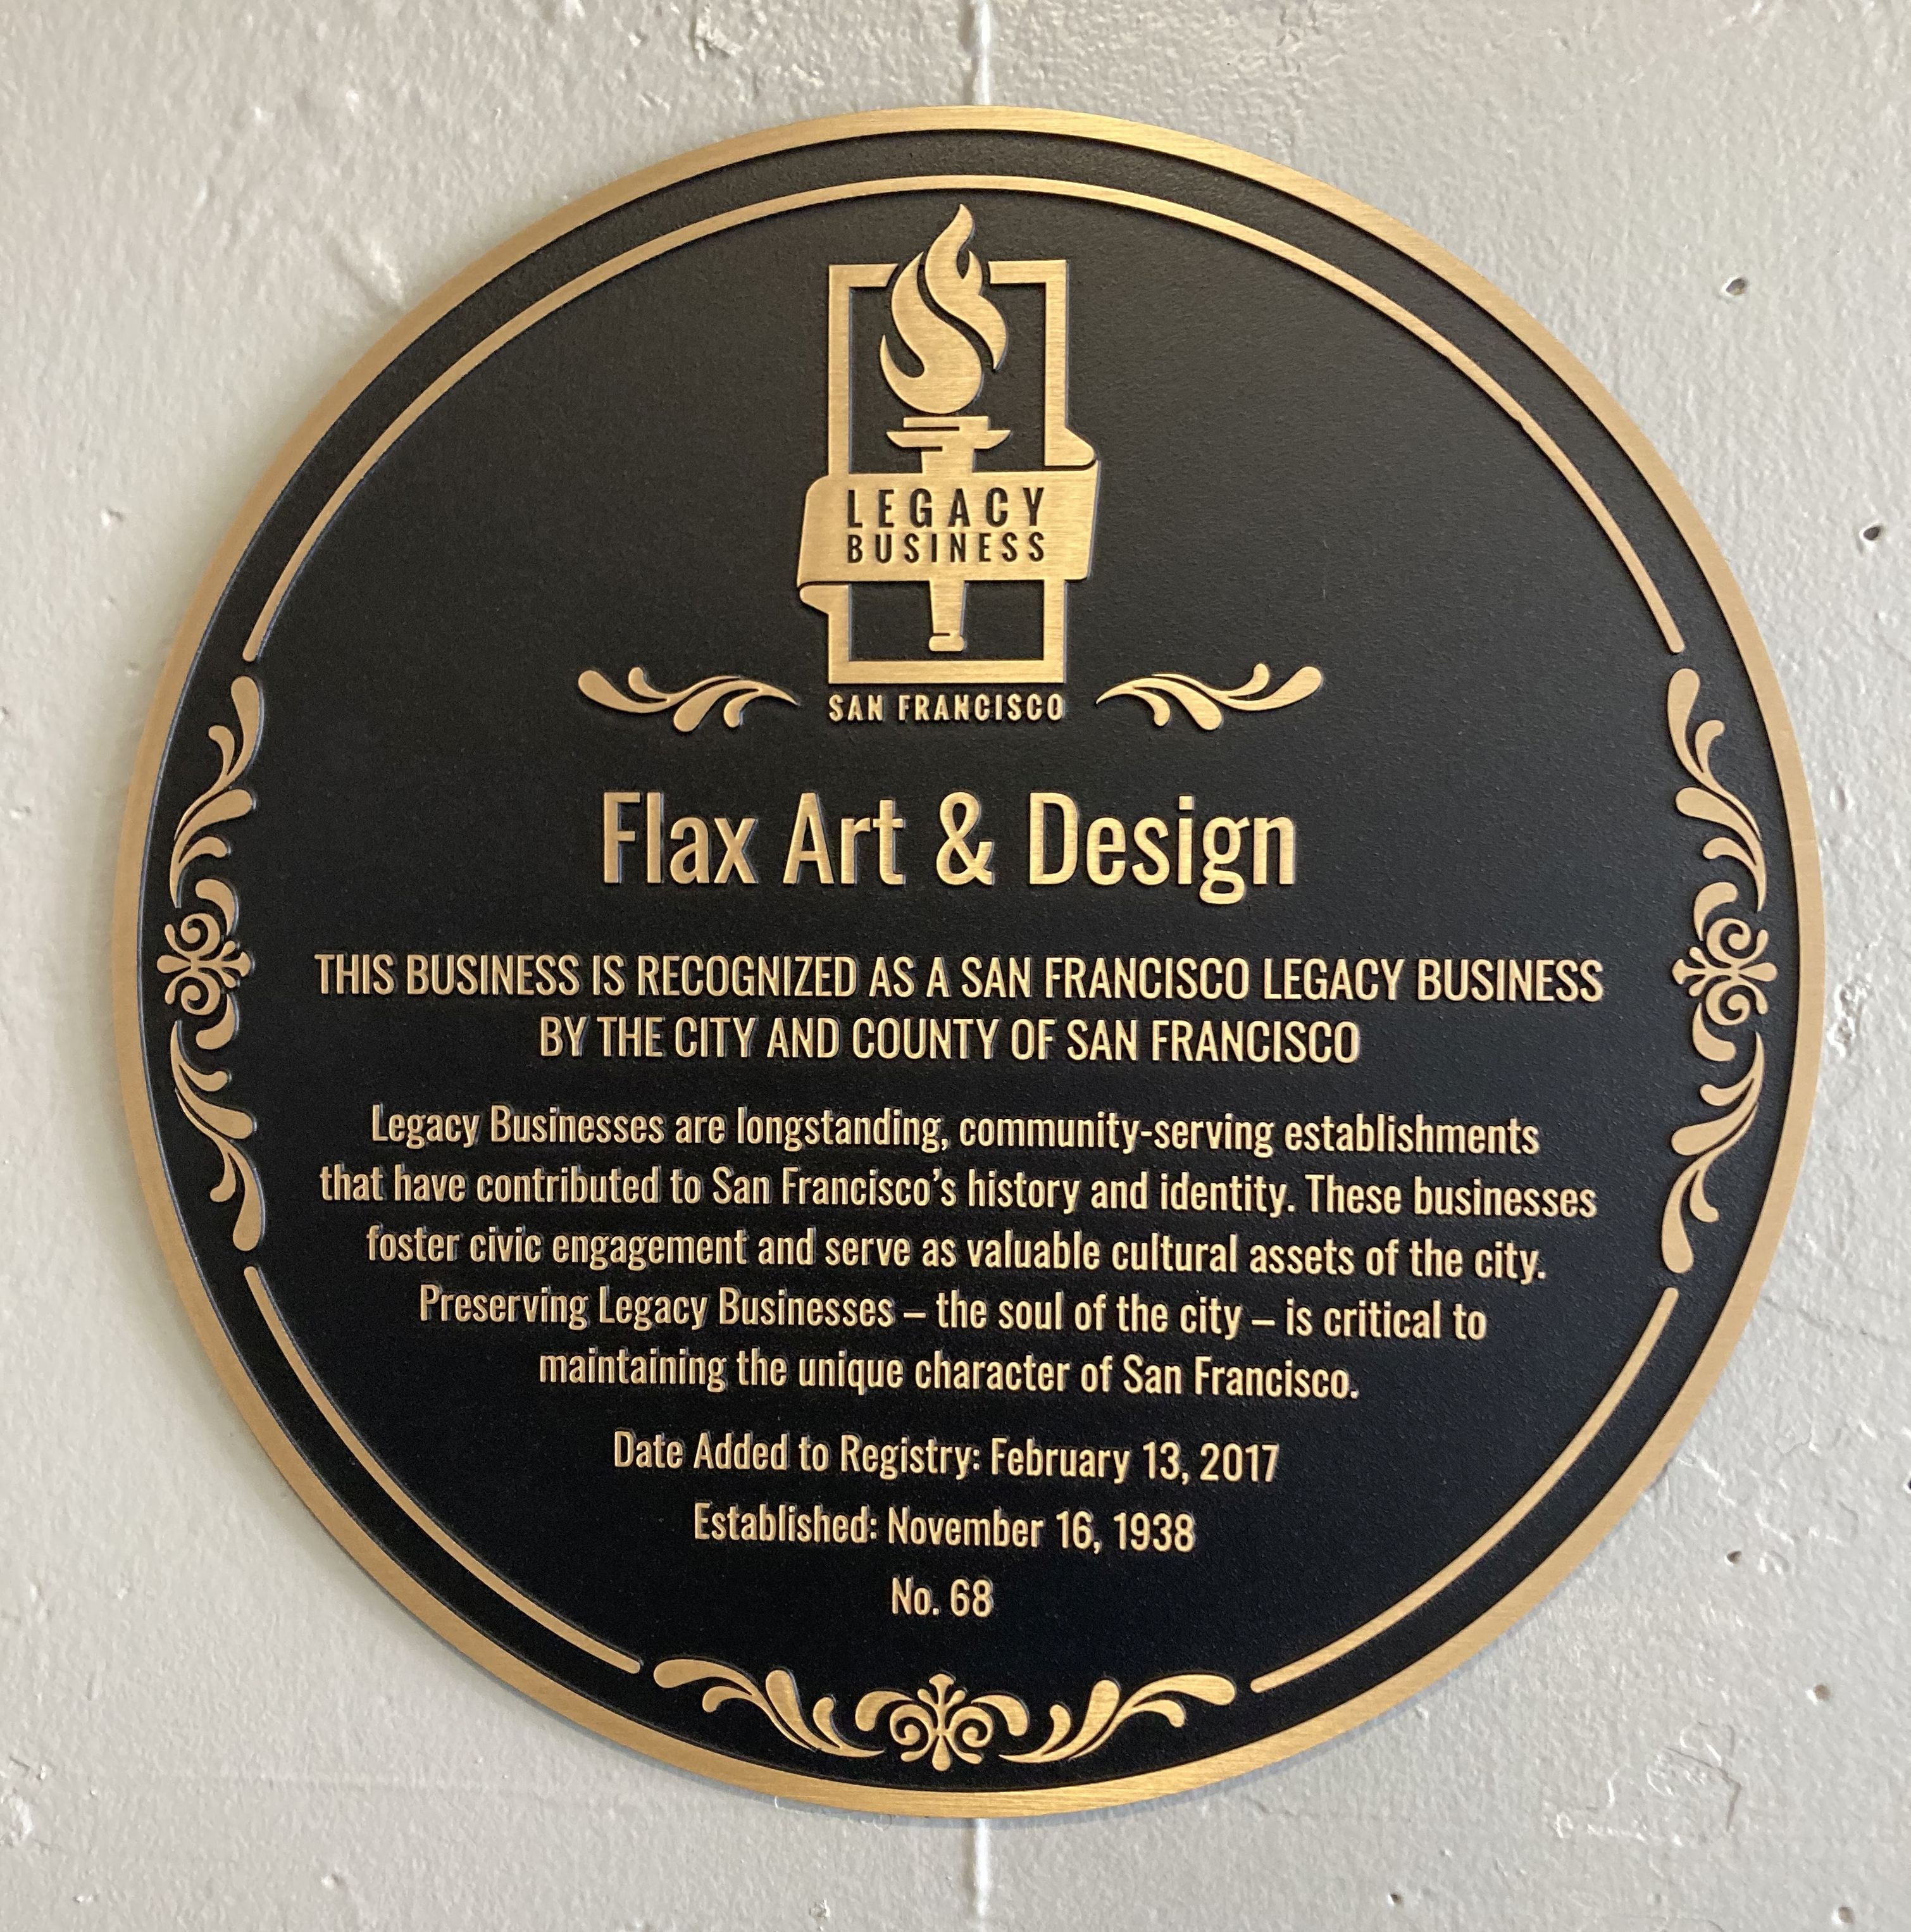 LEGACY
BUSINESS
SAN FRANCISCO
Flax Art & Design
THIS BUSINESS IS RECOGNIZED AS A SAN FRANCISCO LEGACY BUSINESS
BY THE CITY AND COUNTY OF SAN FRANCISCO
Legacy Businesses are longstanding, community-serving establishments
that have contributed to San Francisco’s history and identity. These businesses
foster civic engagement and serve as valuable cultural assets of the city.
Preserving Legacy Businesses – the soul of the city – is critical to
maintaining the unique character of San Francisco.
Date Added to Registry: February 13, 2017
Established: November 16, 1938
No. 68